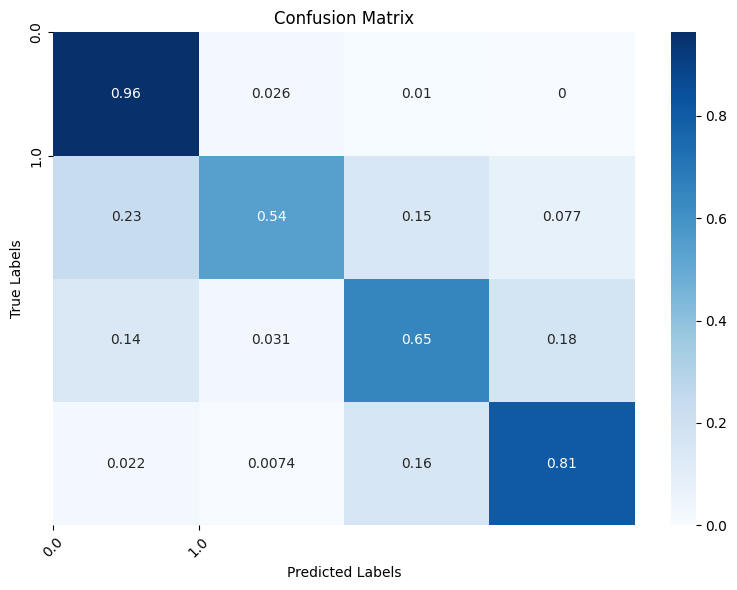 Confusion Matrix
0.0
0.96 0.026 0.01 0
1.0
0.23 0.54 0.15 0.077
0.14 0.031 0.65 0.18
0.022 0.0074 0.16 0.81
True Labels
0.0 1.0
Predicted Labels
0.8
0.6
0.4
0.2
0.0